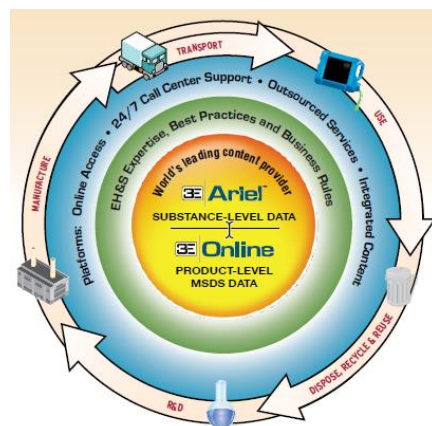 TRANSPORT
USE
DISPOSE, RECYCLE & REUSE
R&D
MANUFACTURE
Platforms: Online Access • 24/7 Call Center Support • Outsourced Services • Integrated Content
EH&S Expertise, Best Practices and Business Rules
World's leading content provider
3E Ariel™
SUBSTANCE-LEVEL DATA
3E Online
PRODUCT-LEVEL
MSDS DATA